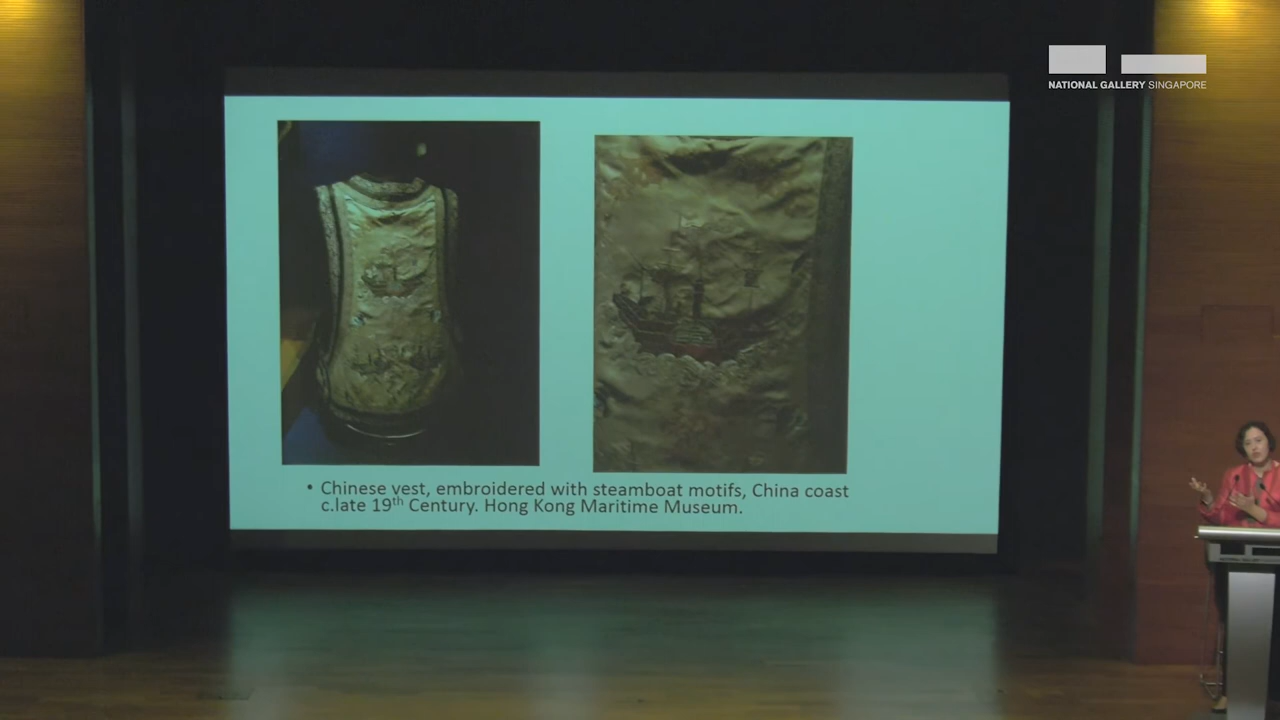 NATIONAL GALLERY SINGAPORE
• Chinese vest, embroidered with steamboat motifs, China coast
c.late 19th Century. Hong Kong Maritime Museum.